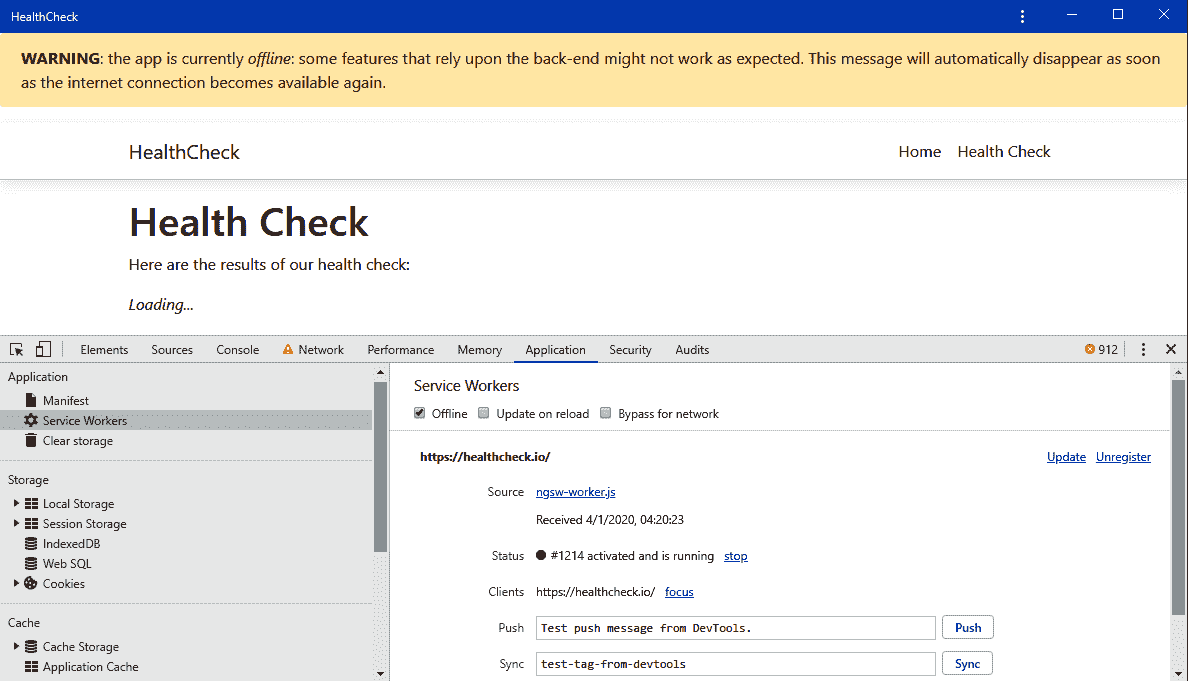 HealthCheck
WARNING: the app is currently offline: some features that rely upon the back-end might not work as expected. This message will automatically disappear as soon
as the internet connection becomes available again.
HealthCheck
Home Health Check
Health Check
Here are the results of our health check:
Loading...
Elements Sources Console Network Performance Memory Application Security Audits 912
Application
Manifest
Service Workers
Clear storage
Storage
Local Storage
Session Storage
IndexedDB
Web SQL
Cookies
Cache
Cache Storage
Application Cache
Service Workers
Offline Update on reload Bypass for network
https://healthcheck.io/ Update Unregister
Source ngsw-worker.js
Received 4/1/2020, 04:20:23
Status #1214 activated and is running stop
Clients https://healthcheck.io/ focus
Push Test push message from DevTools. Push
Sync test-tag-from-devtools Sync